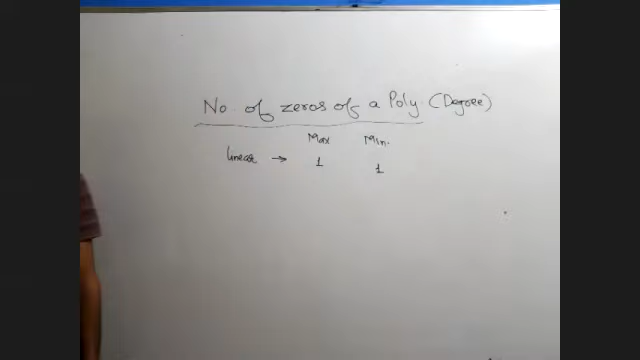 No. of zeros of a Poly. (Degree)
Max Min.
linear → 1 1